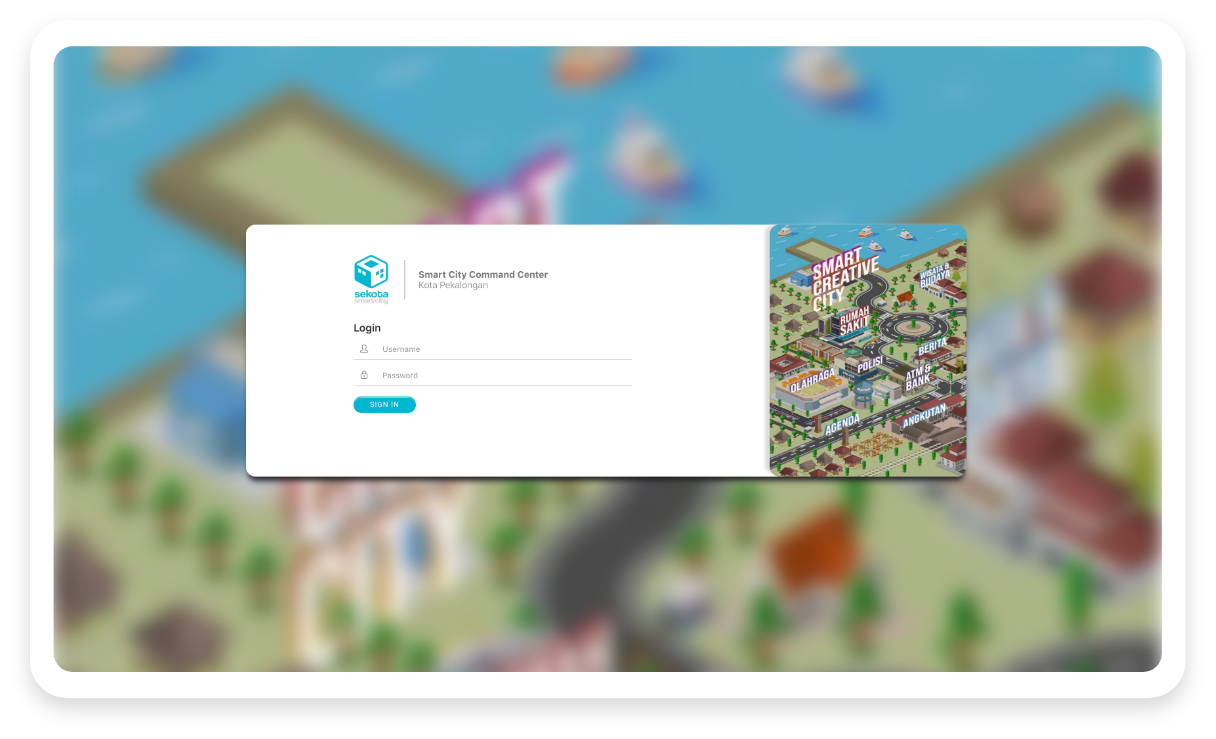 sekota
smartcity
Smart City Command Center
Kota Pekalongan
Login
Username
Password
SIGN IN
SMART
CREATIVE
CITY
WISATA &
BUDAYA
RUMAH
SAKIT
BERITA
POLISI
ATM &
BANK
OLAHRAGA
ANGKUTAN
AGENDA